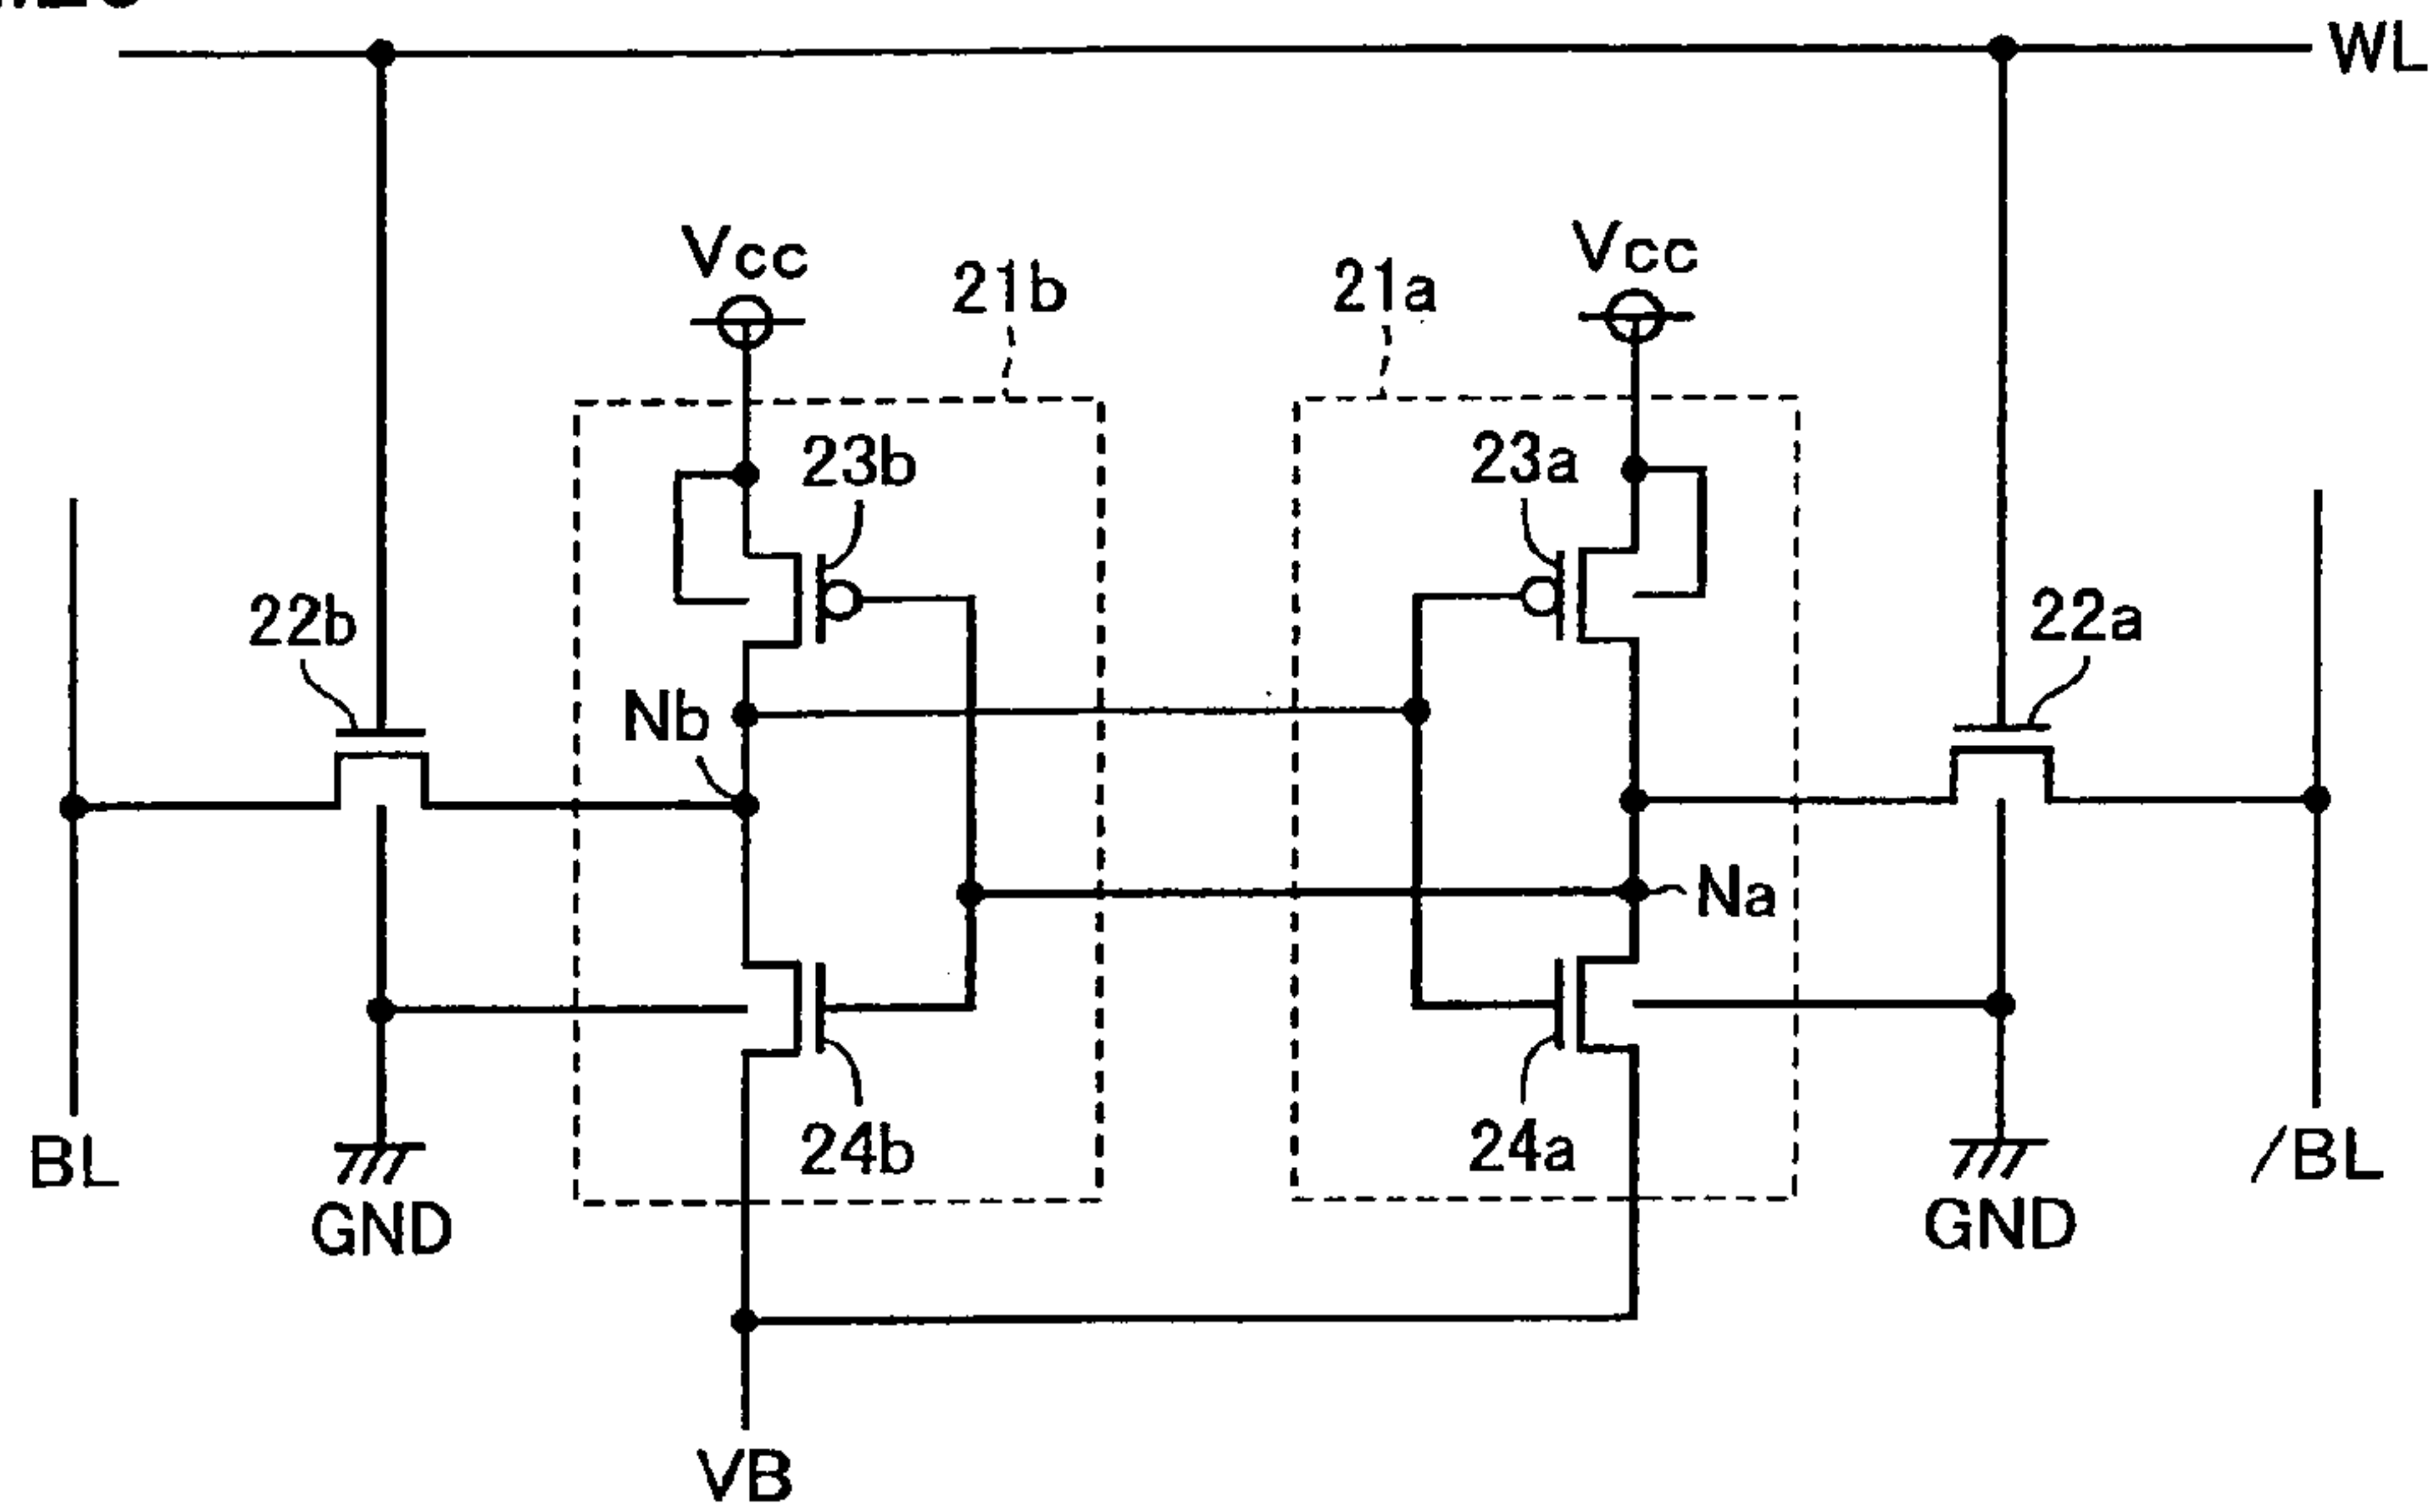 WL
Vcc
Vcc
21b
21a
23b
23a
22b
22a
Nb
Na
24b
24a
BL
GND
GND
/BL
VB